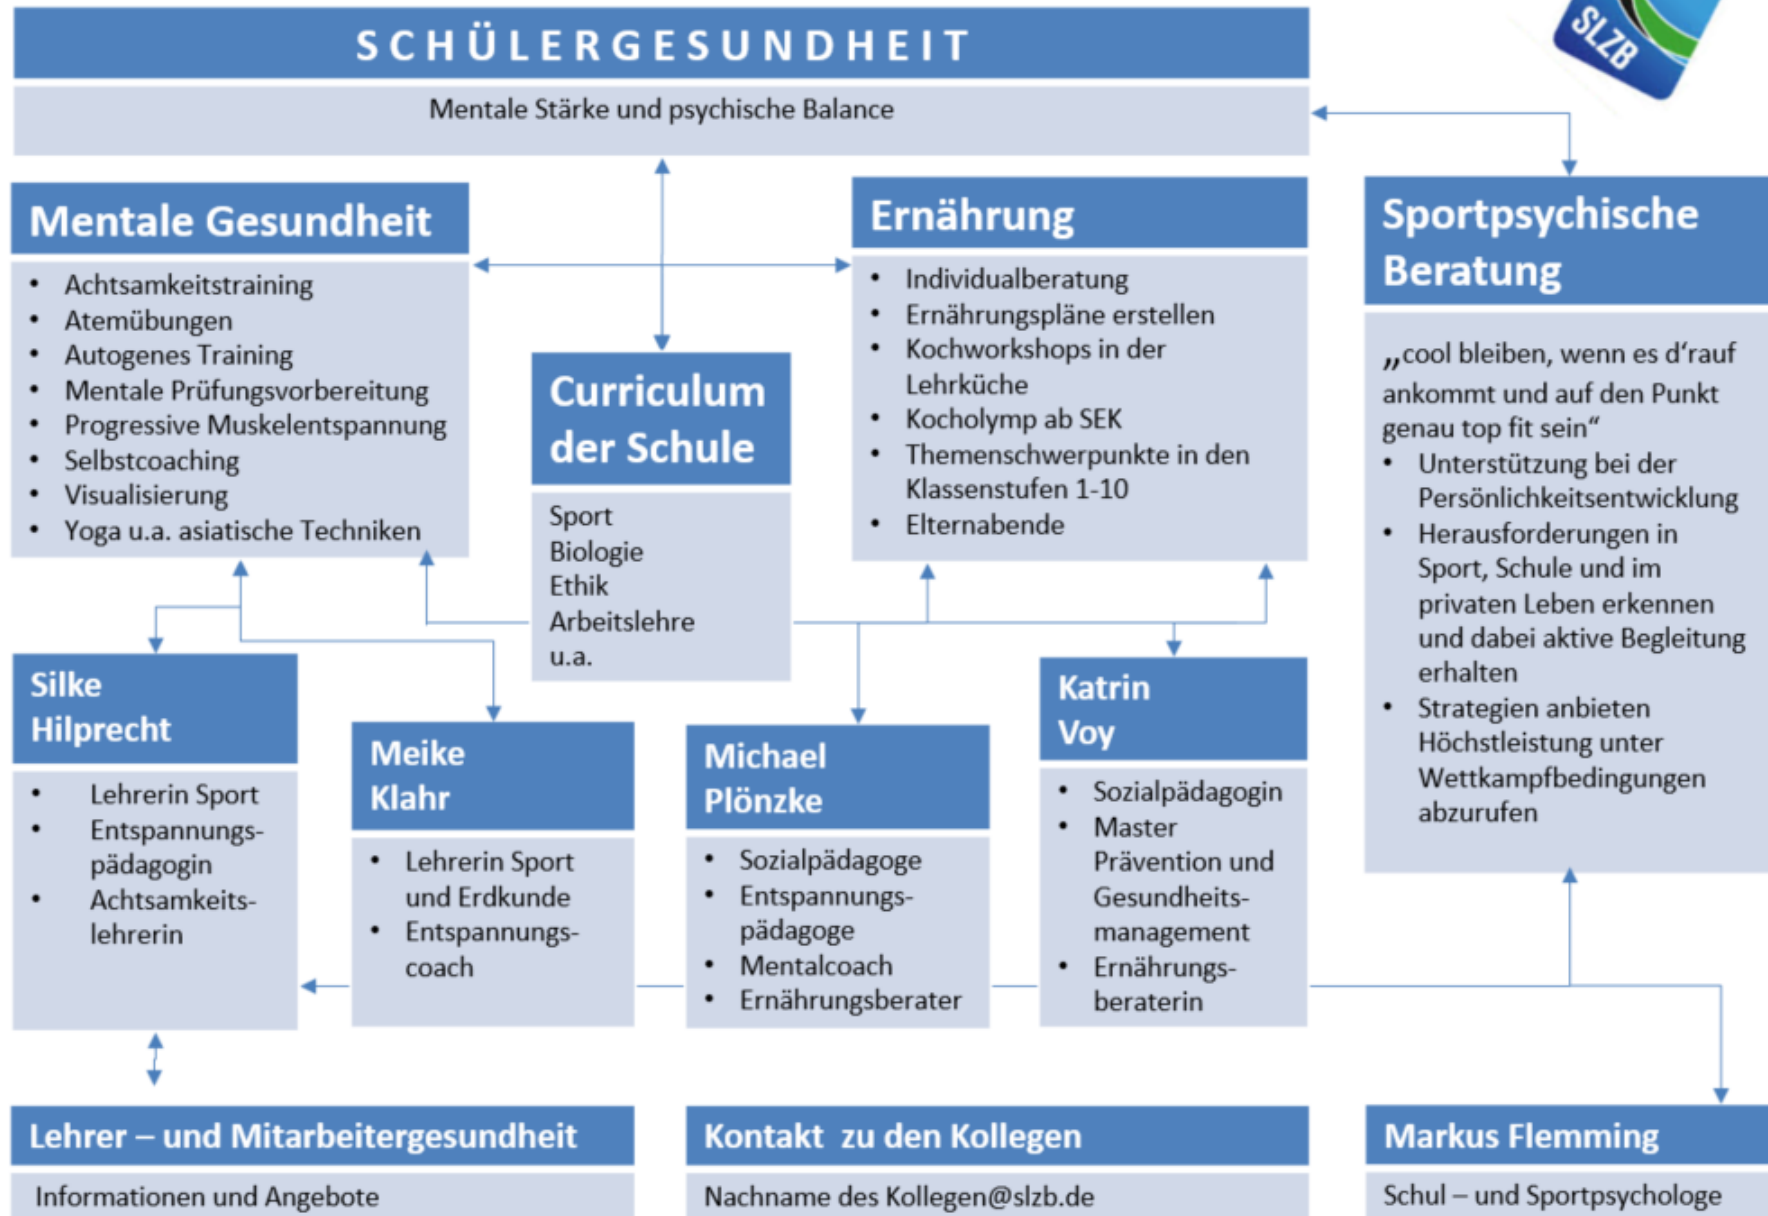 SCHÜLERGESUNDHEIT
Mentale Stärke und psychische Balance
SLZB
Mentale Gesundheit
• Achtsamkeitstraining
• Atemübungen
• Autogenes Training
• Mentale Prüfungsvorbereitung
• Progressive Muskelentspannung
• Selbstcoaching
• Visualisierung
• Yoga u.a. asiatische Techniken
Curriculum
der Schule
Sport
Biologie
Ethik
Arbeitslehre
u.a.
Ernährung
• Individualberatung
• Ernährungspläne erstellen
• Kochworkshops in der
Lehrküche
• Kocholymp ab SEK
• Themenschwerpunkte in den
Klassenstufen 1-10
• Elternabende
Sportpsychische
Beratung
„cool bleiben, wenn es d‘rauf
ankommt und auf den Punkt
genau top fit sein“
• Unterstützung bei der
Persönlichkeitsentwicklung
• Herausforderungen in
Sport, Schule und im
privaten Leben erkennen
und dabei aktive Begleitung
erhalten
• Strategien anbieten
Höchstleistung unter
Wettkampfbedingungen
abzurufen
Silke
Hilprecht
• Lehrerin Sport
• Entspannungs-
pädagogin
• Achtsamkeits-
lehrerin
Meike
Klahr
• Lehrerin Sport
und Erdkunde
• Entspannungs-
coach
Michael
Plönzke
• Sozialpädagoge
• Entspannungs-
pädagoge
• Mentalcoach
• Ernährungsberater
Katrin
Voy
• Sozialpädagogin
• Master
Prävention und
Gesundheits-
management
• Ernährungs-
beraterin
Lehrer – und Mitarbeitergesundheit
Informationen und Angebote
Kontakt zu den Kollegen
Nachname des Kollegen@slzb.de
Markus Flemming
Schul – und Sportpsychologe